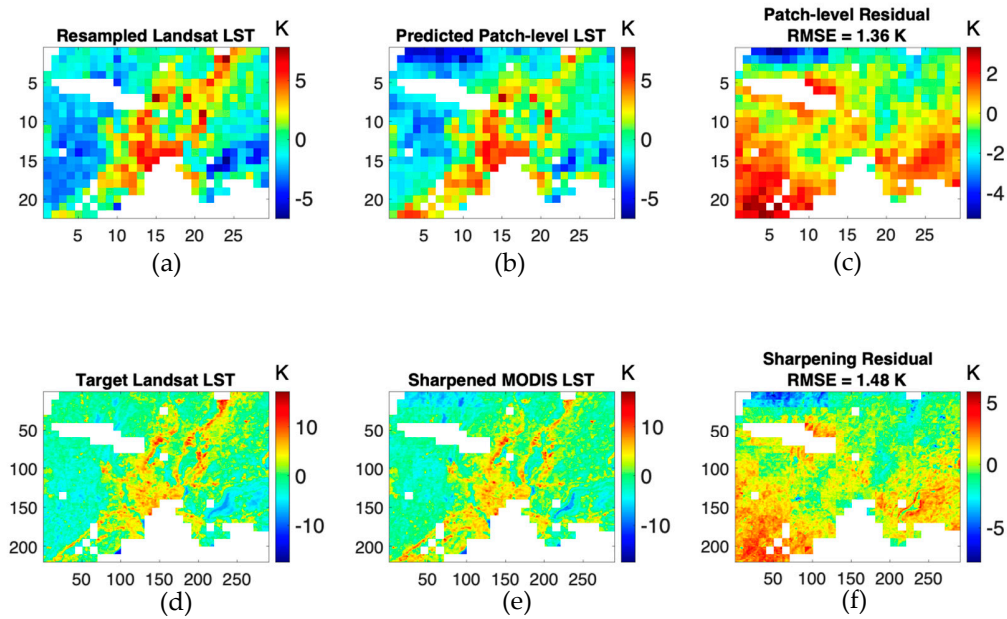 Resampled Landsat LST K
5
10
15
20
5 10 15 20 25
5
0
-5
(a)
Predicted Patch-level LST K
5
10
15
20
5 10 15 20 25
5
0
-5
(b)
Patch-level Residual
RMSE = 1.36 K K
5
10
15
20
5 10 15 20 25
2
0
-2
-4
(c)
Target Landsat LST K
50
100
150
200
50 100 150 200 250
10
0
-10
(d)
Sharpened MODIS LST K
50
100
150
200
50 100 150 200 250
10
0
-10
(e)
Sharpening Residual
RMSE = 1.48 K K
50
100
150
200
50 100 150 200 250
5
0
-5
(f)